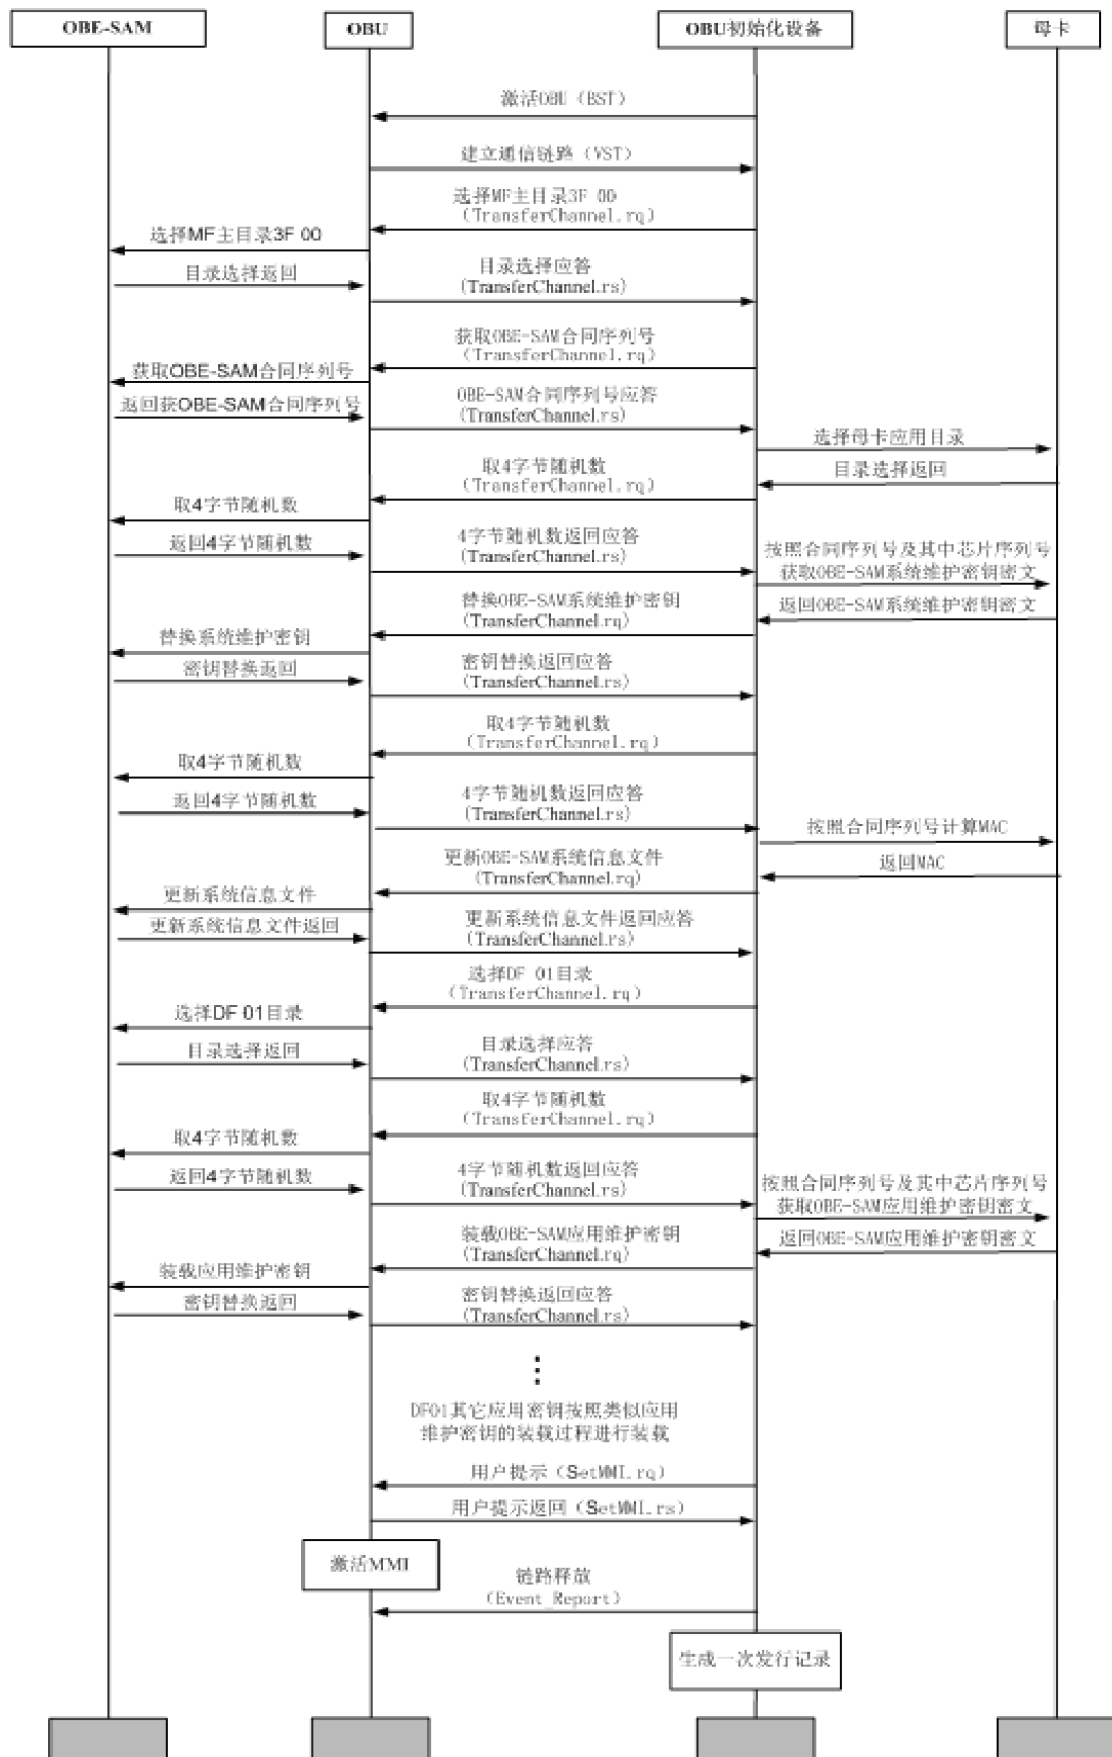 OBE-SAM
OBU
OBU初始化设备
母卡
激活OBU（BST）
建立通信链路（VST）
选择MF主目录3F 00
（TransferChannel.rq）
选择MF主目录3F 00
目录选择返回
目录选择应答
(TransferChannel.rs)
获取OBE-SAM合同序列号
（TransferChannel.rq）
获取OBE-SAM合同序列号
返回获OBE-SAM合同序列号
OBE-SAM合同序列号应答
(TransferChannel.rs)
选择母卡应用目录
目录选择返回
取4字节随机数
（TransferChannel.rq）
取4字节随机数
返回4字节随机数
4字节随机数返回应答
(TransferChannel.rs)
按照合同序列号及其中芯片序列号
获取OBE-SAM系统维护密钥密文
返回OBE-SAM系统维护密钥密文
替换OBE-SAM系统维护密钥
(TransferChannel.rq)
替换系统维护密钥
密钥替换返回
密钥替换返回应答
(TransferChannel.rs)
取4字节随机数
（TransferChannel.rq）
取4字节随机数
返回4字节随机数
4字节随机数返回应答
(TransferChannel.rs)
按照合同序列号计算MAC
返回MAC
更新OBE-SAM系统信息文件
(TransferChannel.rq)
更新系统信息文件
更新系统信息文件返回
更新系统信息文件返回应答
(TransferChannel.rs)
选择DF 01目录
（TransferChannel.rq）
选择DF 01目录
目录选择返回
目录选择应答
(TransferChannel.rs)
取4字节随机数
（TransferChannel.rq）
取4字节随机数
返回4字节随机数
4字节随机数返回应答
(TransferChannel.rs)
按照合同序列号及其中芯片序列号
获取OBE-SAM应用维护密钥密文
返回OBE-SAM应用维护密钥密文
装载OBE-SAM应用维护密钥
(TransferChannel.rq)
装载应用维护密钥
密钥替换返回
密钥替换返回应答
(TransferChannel.rs)
⋮
DF01其它应用密钥按照类似应用
维护密钥的装载过程进行装载
用户提示（SetMMI.rq）
用户提示返回（SetMMI.rs）
激活MMI
链路释放
（Event_Report）
生成一次发行记录